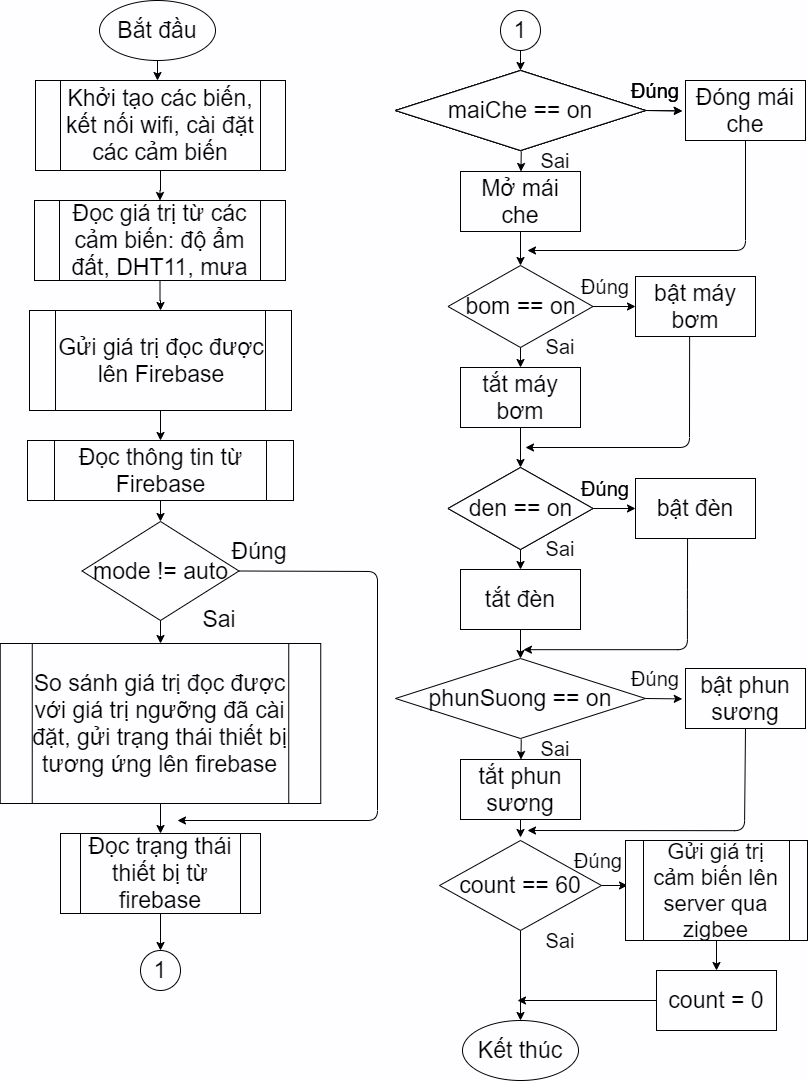 Bắt đầu
Khởi tạo các biến,
kết nối wifi, cài đặt
các cảm biến
Đọc giá trị từ các
cảm biến: độ ẩm
đất, DHT11, mưa
Gửi giá trị đọc được
lên Firebase
Đọc thông tin từ
Firebase
mode != auto
Đúng
Sai
So sánh giá trị đọc được
với giá trị ngưỡng đã cài
đặt, gửi trạng thái thiết bị
tương ứng lên firebase
Đọc trạng thái
thiết bị từ
firebase
1
1
maiChe == on
Đúng
Đóng mái
che
Sai
Mở mái
che
bom == on
Đúng
bật máy
bơm
Sai
tắt máy
bơm
den == on
Đúng
bật đèn
Sai
tắt đèn
phunSuong == on
Đúng
bật phun
sương
Sai
tắt phun
sương
count == 60
Đúng
Gửi giá trị
cảm biến lên
server qua
zigbee
Sai
count = 0
Kết thúc